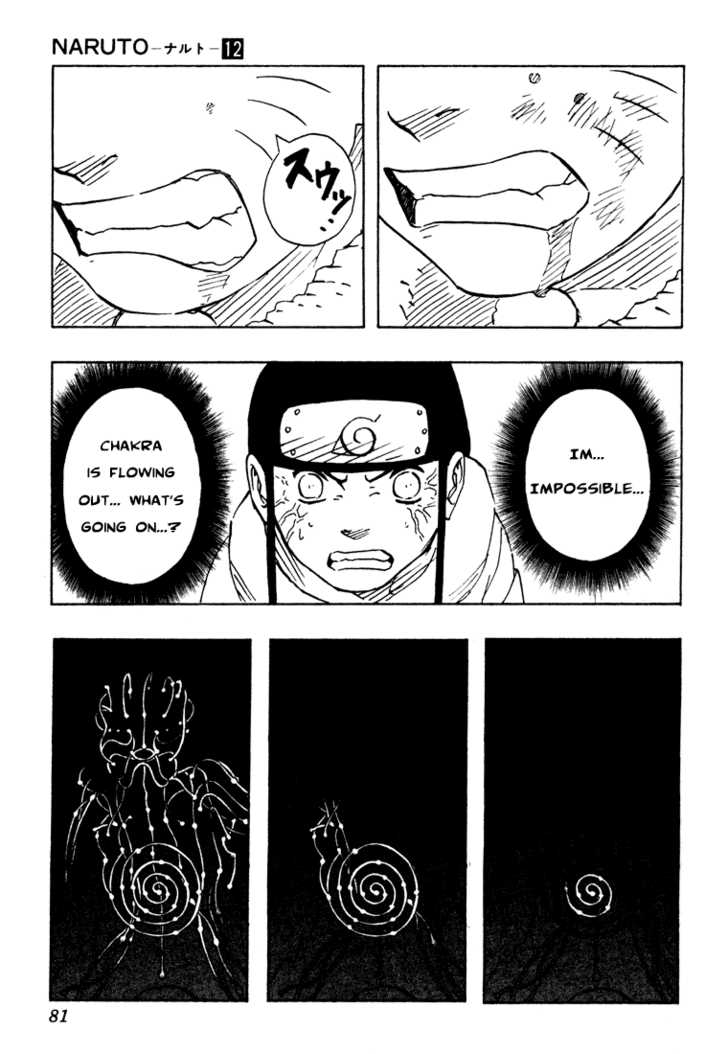 NARUTO―ナルト―12
スウッ!…
IM...
IMPOSSIBLE...
CHAKRA
IS FLOWING
OUT... WHAT'S
GOING ON...?
81